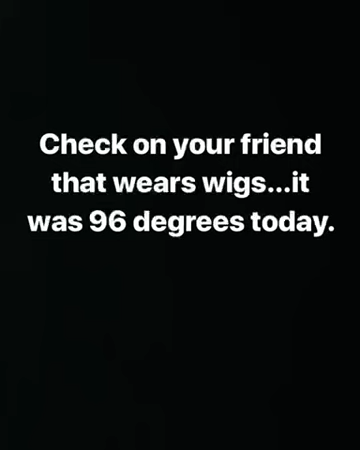 Check on your friend
that wears wigs...it
was 96 degrees today.